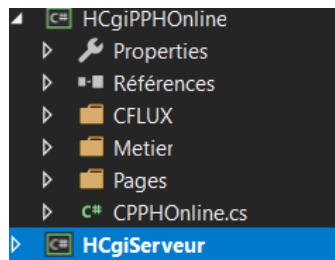 C# HCgiPPHOnline
Properties
Références
CFLUX
Metier
Pages
C# CPPHOnline.cs
C# HCgiServeur